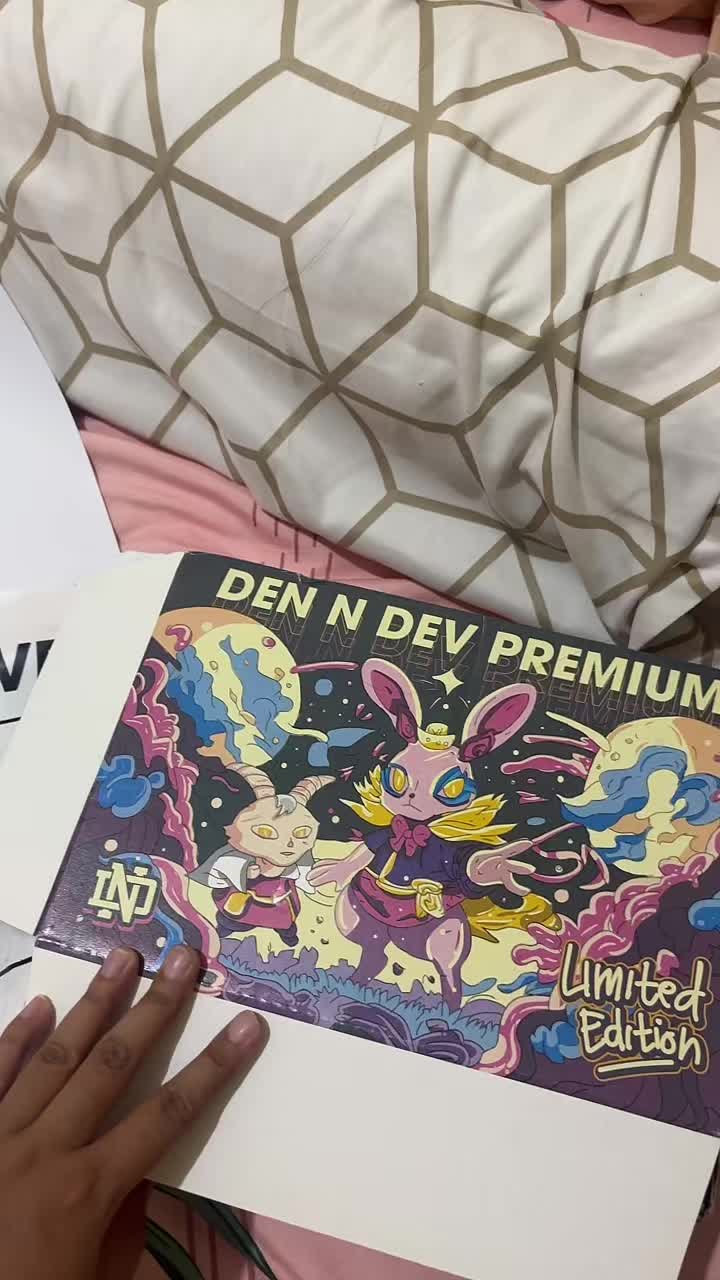 DEN N DEV PREMIUM
ND
Limited
Edition